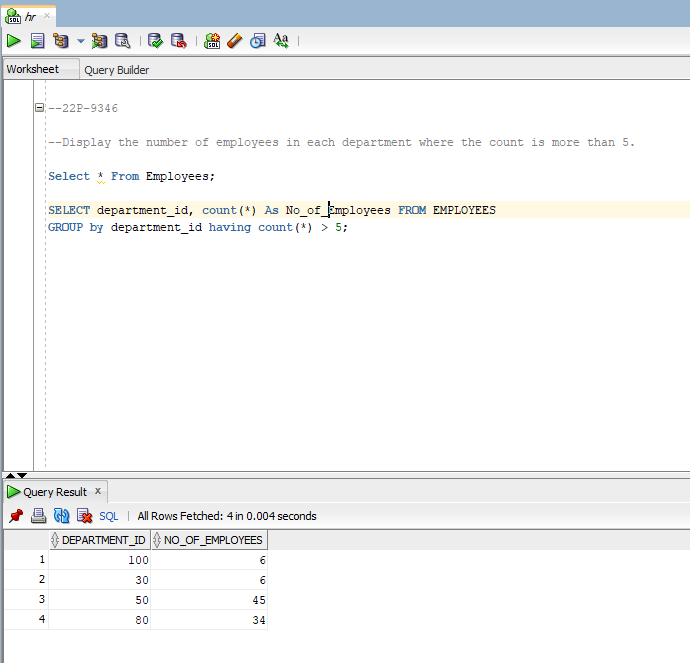 hr
Worksheet Query Builder
--22P-9346
--Display the number of employees in each department where the count is more than 5.
Select * From Employees;
SELECT department_id, count(*) As No_of_Employees FROM EMPLOYEES
GROUP by department_id having count(*) > 5;
Query Result
SQL | All Rows Fetched: 4 in 0.004 seconds
DEPARTMENT_ID NO_OF_EMPLOYEES
1 100 6
2 30 6
3 50 45
4 80 34